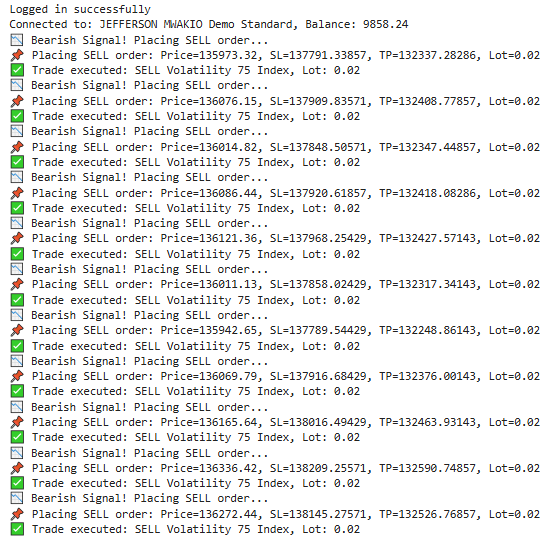 Logged in successfully
Connected to: JEFFERSON MWAKIO Demo Standard, Balance: 9858.24
📉 Bearish Signal! Placing SELL order...
📌 Placing SELL order: Price=135973.32, SL=137791.33857, TP=132337.28286, Lot=0.02
✅ Trade executed: SELL Volatility 75 Index, Lot: 0.02
📉 Bearish Signal! Placing SELL order...
📌 Placing SELL order: Price=136076.15, SL=137909.83571, TP=132408.77857, Lot=0.02
✅ Trade executed: SELL Volatility 75 Index, Lot: 0.02
📉 Bearish Signal! Placing SELL order...
📌 Placing SELL order: Price=136014.82, SL=137848.50571, TP=132347.44857, Lot=0.02
✅ Trade executed: SELL Volatility 75 Index, Lot: 0.02
📉 Bearish Signal! Placing SELL order...
📌 Placing SELL order: Price=136086.44, SL=137920.61857, TP=132418.08286, Lot=0.02
✅ Trade executed: SELL Volatility 75 Index, Lot: 0.02
📉 Bearish Signal! Placing SELL order...
📌 Placing SELL order: Price=136121.36, SL=137968.25429, TP=132427.57143, Lot=0.02
✅ Trade executed: SELL Volatility 75 Index, Lot: 0.02
📉 Bearish Signal! Placing SELL order...
📌 Placing SELL order: Price=136011.13, SL=137858.02429, TP=132317.34143, Lot=0.02
✅ Trade executed: SELL Volatility 75 Index, Lot: 0.02
📉 Bearish Signal! Placing SELL order...
📌 Placing SELL order: Price=135942.65, SL=137789.54429, TP=132248.86143, Lot=0.02
✅ Trade executed: SELL Volatility 75 Index, Lot: 0.02
📉 Bearish Signal! Placing SELL order...
📌 Placing SELL order: Price=136069.79, SL=137916.68429, TP=132376.00143, Lot=0.02
✅ Trade executed: SELL Volatility 75 Index, Lot: 0.02
📉 Bearish Signal! Placing SELL order...
📌 Placing SELL order: Price=136165.64, SL=138016.49429, TP=132463.93143, Lot=0.02
✅ Trade executed: SELL Volatility 75 Index, Lot: 0.02
📉 Bearish Signal! Placing SELL order...
📌 Placing SELL order: Price=136336.42, SL=138209.25571, TP=132590.74857, Lot=0.02
✅ Trade executed: SELL Volatility 75 Index, Lot: 0.02
📉 Bearish Signal! Placing SELL order...
📌 Placing SELL order: Price=136272.44, SL=138145.27571, TP=132526.76857, Lot=0.02
✅ Trade executed: SELL Volatility 75 Index, Lot: 0.02